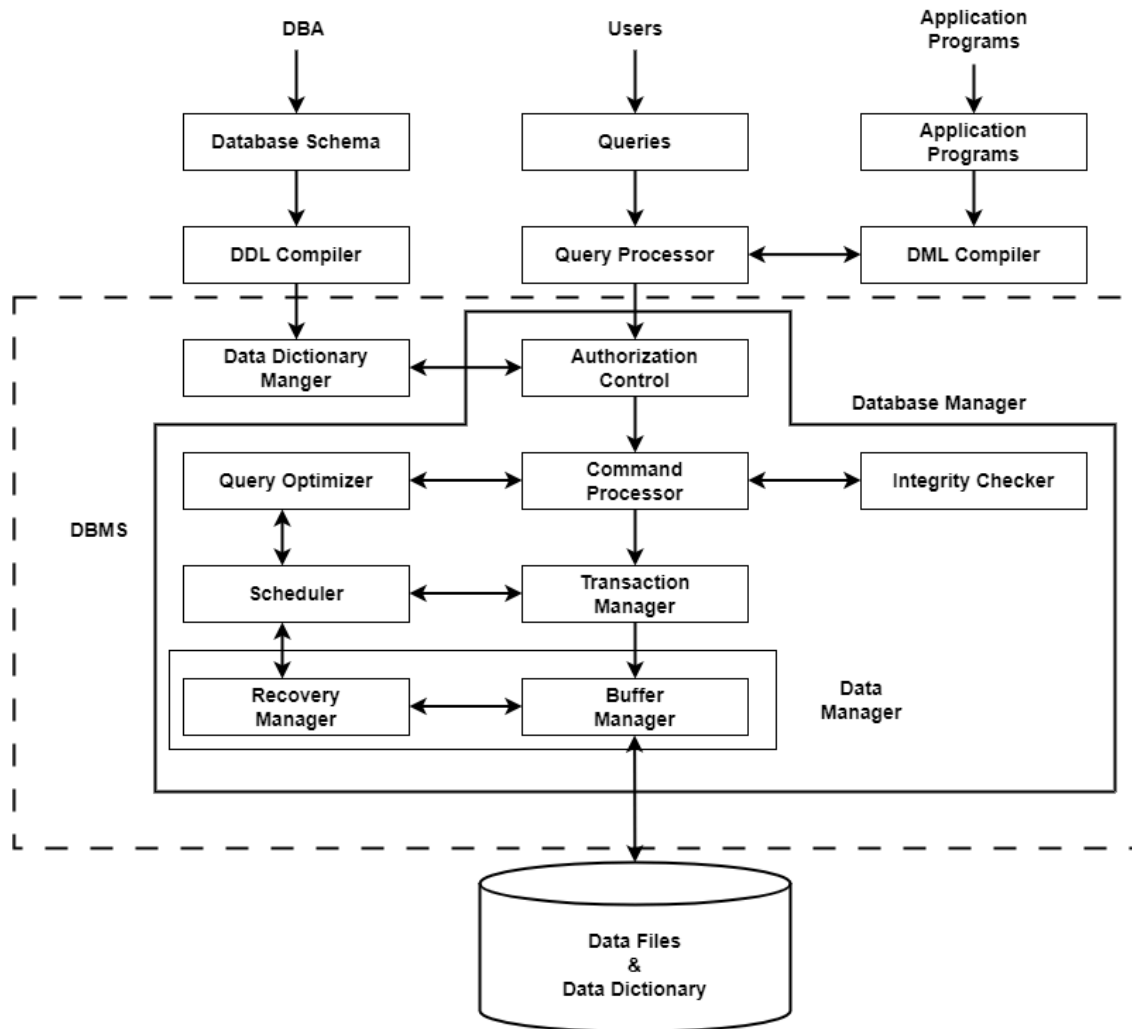 DBA
Users
Application
Programs
Database Schema
Queries
Application
Programs
DDL Compiler
Query Processor
DML Compiler
Data Dictionary
Manger
Authorization
Control
Database Manager
Query Optimizer
Command
Processor
Integrity Checker
DBMS
Scheduler
Transaction
Manager
Recovery
Manager
Buffer
Manager
Data
Manager
Data Files
&
Data Dictionary